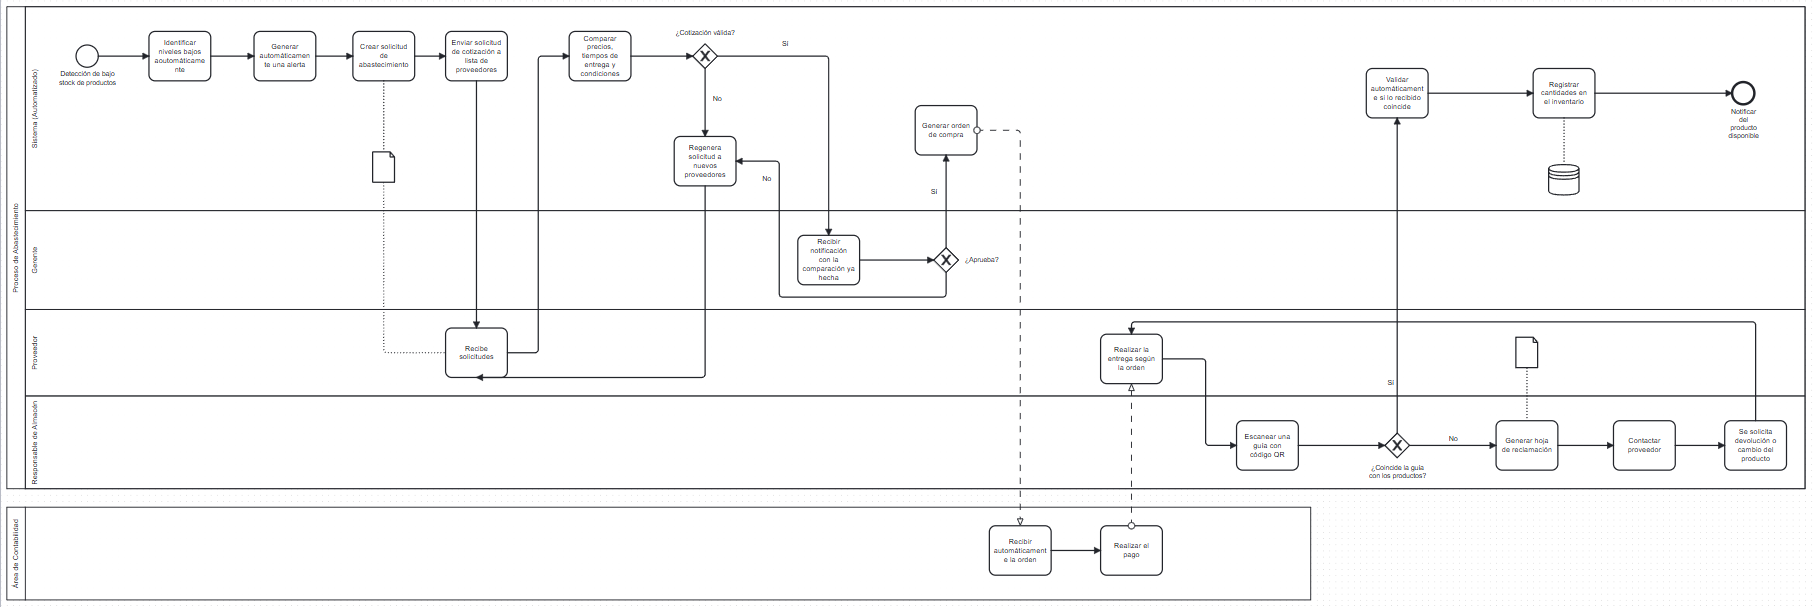 Proceso de Abastecimiento
Sistema (Automatizado)
Detección de bajo
stock de productos
Identificar
niveles bajos
aoutomáticame
nte
Generar
automáticamen
te una alerta
Crear solicitud
de
abastecimiento
Enviar solicitud
de cotización a
lista de
proveedores
Comparar
precios,
tiempos de
entrega y
condiciones
¿Cotización válida?
Sí
No
Regenera
solicitud a
nuevos
proveedores
No
Generar orden
de compra
Sí
Validar
automáticament
e si lo recibido
coincide
Registrar
cantidades en
el inventario
Notificar
del
producto
disponible
Gerente
Recibir
notificación
con la
comparación ya
hecha
¿Aprueba?
Proveedor
Recibe
solicitudes
Realizar la
entrega según
la orden
Sí
Responsable de Almacén
Escanear una
guía con
código QR
¿Coincide la guía
con los productos?
No
Generar hoja
de reclamación
Contactar
proveedor
Se solicita
devolución o
cambio del
producto
Área de Contabilidad
Recibir
automáticament
e la orden
Realizar el
pago